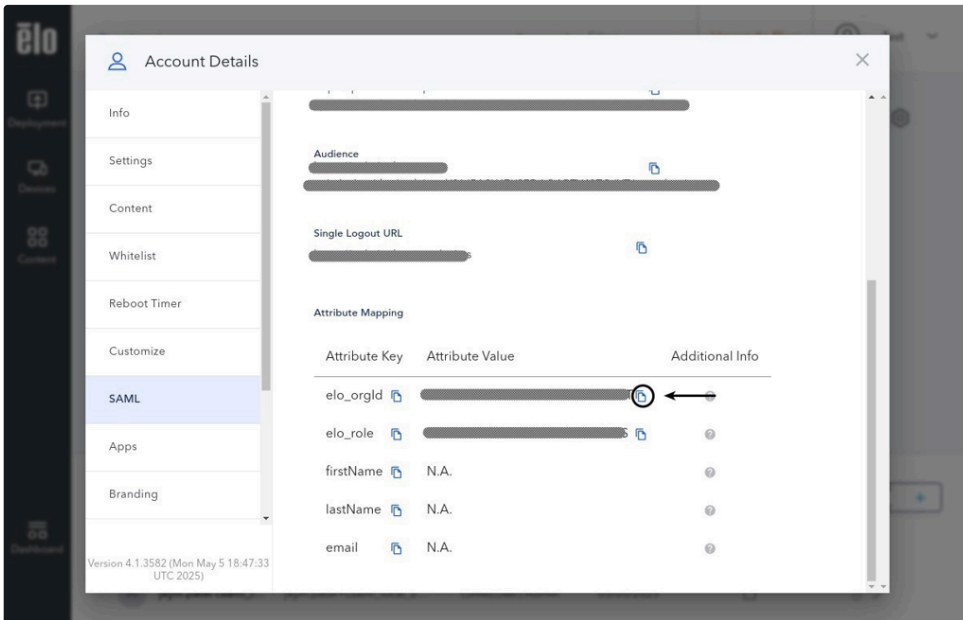 ēlo
Account Details
Deployment
Devices
Content
Dashboard
Info
Settings
Content
Whitelist
Reboot Timer
Customize
SAML
Apps
Branding
Version 4.1.3582 (Mon May 5 18:47:33
UTC 2025)
Audience
Single Logout URL
Attribute Mapping
Attribute Key Attribute Value Additional Info
elo_orgId
elo_role
firstName N.A.
lastName N.A.
email N.A.